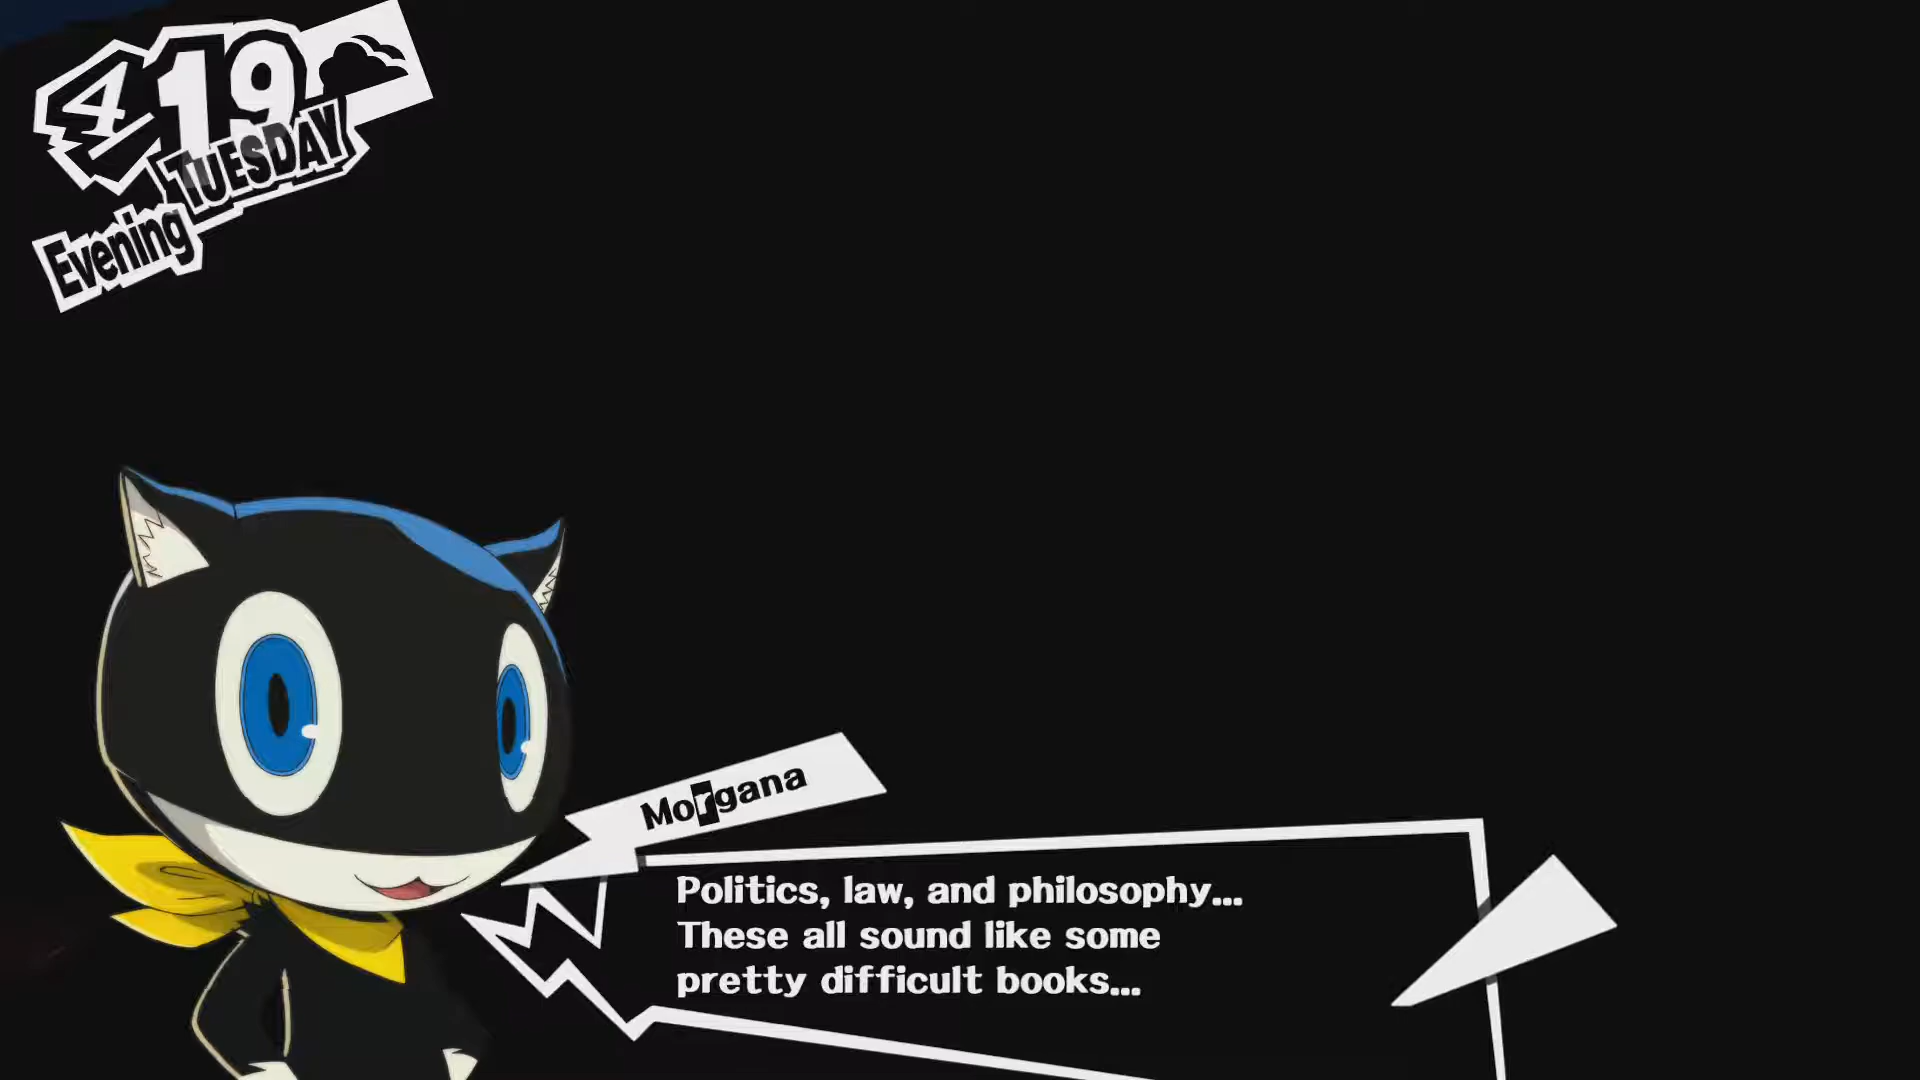 4 19
TUESDAY
Evening
Morgana
Politics, law, and philosophy...
These all sound like some
pretty difficult books...